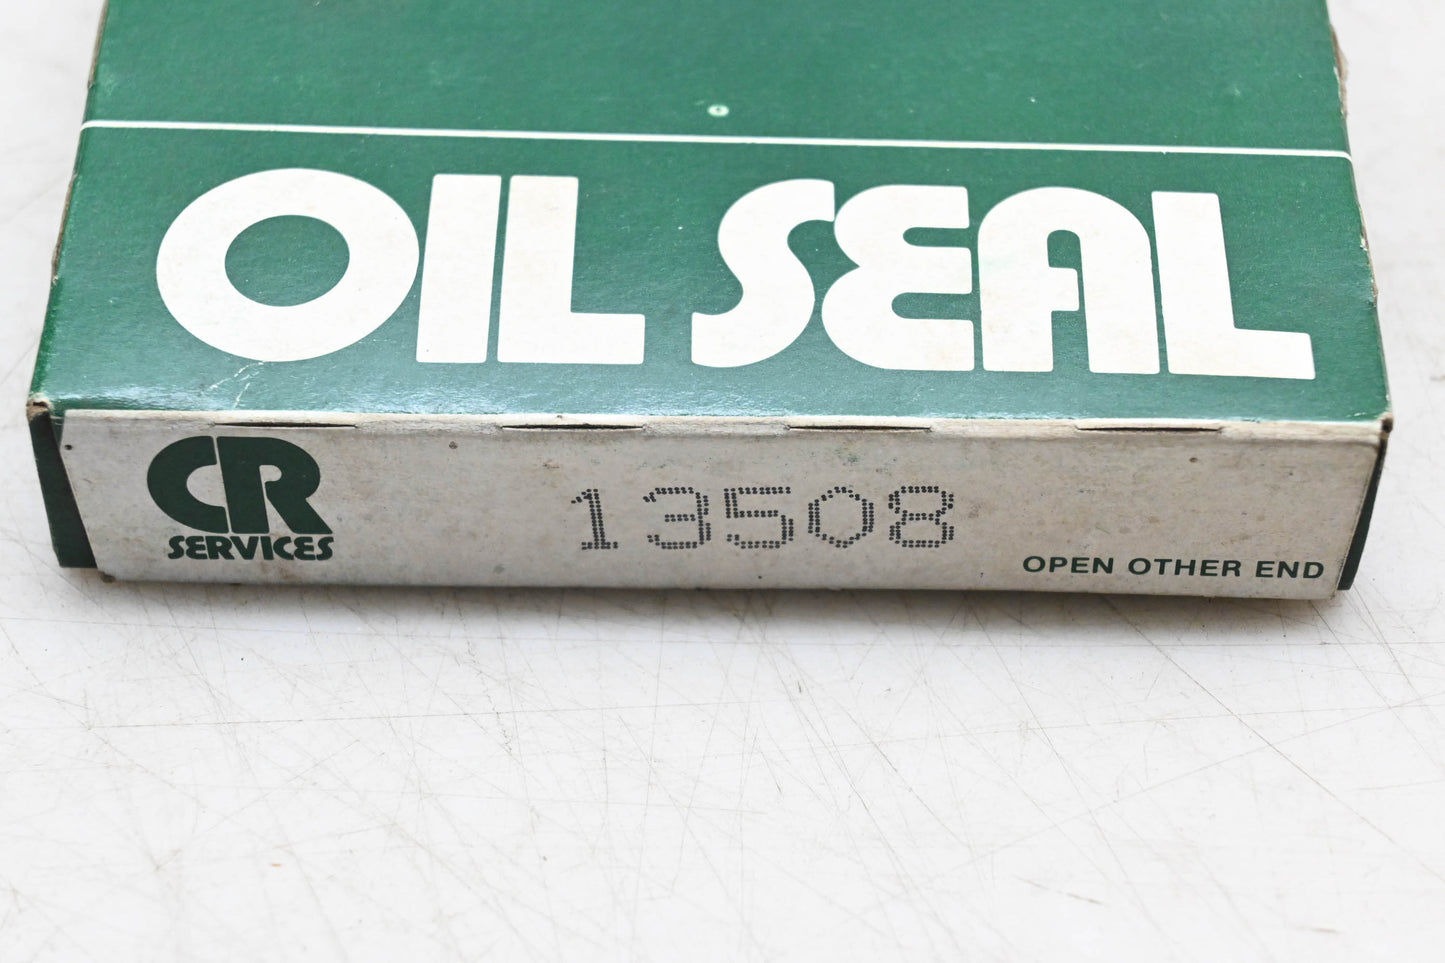 OIL SEAL
CR
SERVICES
13508
OPEN OTHER END